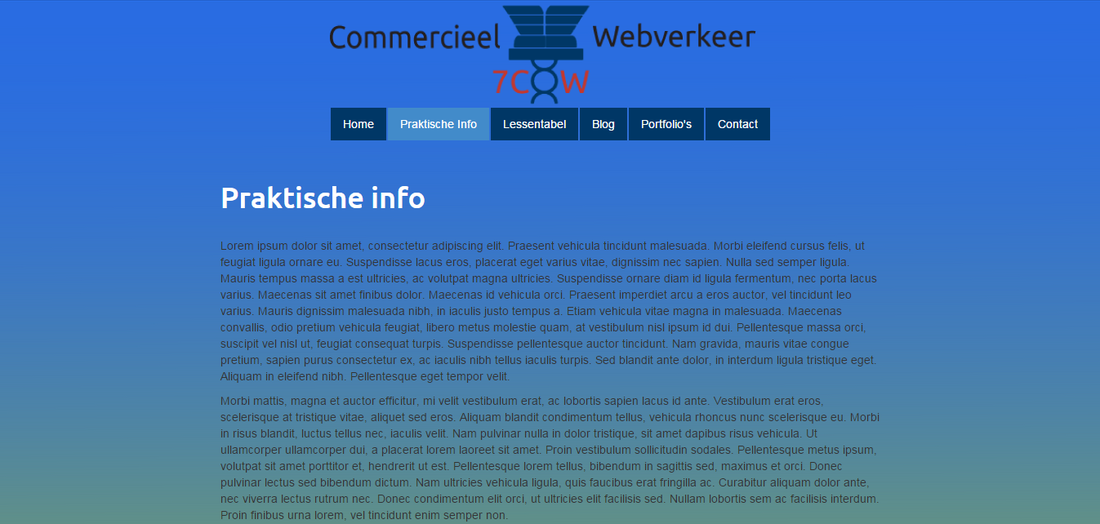 Commercieel Webverkeer
7C W
Home Praktische Info Lessentabel Blog Portfolio's Contact
Praktische info
Lorem ipsum dolor sit amet, consectetur adipiscing elit. Praesent vehicula tincidunt malesuada. Morbi eleifend cursus felis, ut
feugiat ligula ornare eu. Suspendisse lacus eros, placerat eget varius vitae, dignissim nec sapien. Nulla sed semper ligula.
Mauris tempus massa a est ultricies, ac volutpat magna ultricies. Suspendisse ornare diam id ligula fermentum, nec porta lacus
varius. Maecenas sit amet finibus dolor. Maecenas id vehicula orci. Praesent imperdiet arcu a eros auctor, vel tincidunt leo
varius. Mauris dignissim malesuada nibh, in iaculis justo tempus a. Etiam vehicula vitae magna in malesuada. Maecenas
convallis, odio pretium vehicula feugiat, libero metus molestie quam, at vestibulum nisl ipsum id dui. Pellentesque massa orci,
suscipit vel nisl ut, feugiat consequat turpis. Suspendisse pellentesque auctor tincidunt. Nam gravida, mauris vitae congue
pretium, sapien purus consectetur ex, ac iaculis nibh tellus iaculis turpis. Sed blandit ante dolor, in interdum ligula tristique eget.
Aliquam in eleifend nibh. Pellentesque eget tempor velit.
Morbi mattis, magna et auctor efficitur, mi velit vestibulum erat, ac lobortis sapien lacus id ante. Vestibulum erat eros,
scelerisque at tristique vitae, aliquet sed eros. Aliquam blandit condimentum tellus, vehicula rhoncus nunc scelerisque eu. Morbi
in risus blandit, luctus tellus nec, iaculis velit. Nam pulvinar nulla in dolor tristique, sit amet dapibus risus vehicula. Ut
ullamcorper ullamcorper dui, a placerat lorem laoreet sit amet. Proin vestibulum sollicitudin sodales. Pellentesque metus ipsum,
volutpat sit amet porttitor et, hendrerit ut est. Pellentesque lorem tellus, bibendum in sagittis sed, maximus et orci. Donec
pulvinar lectus sed bibendum dictum. Nam ultricies vehicula ligula, quis faucibus erat fringilla ac. Curabitur aliquam dolor ante,
nec viverra lectus rutrum nec. Donec condimentum elit orci, ut ultricies elit facilisis sed. Nullam lobortis sem ac facilisis interdum.
Proin finibus urna lorem, vel tincidunt enim semper non.